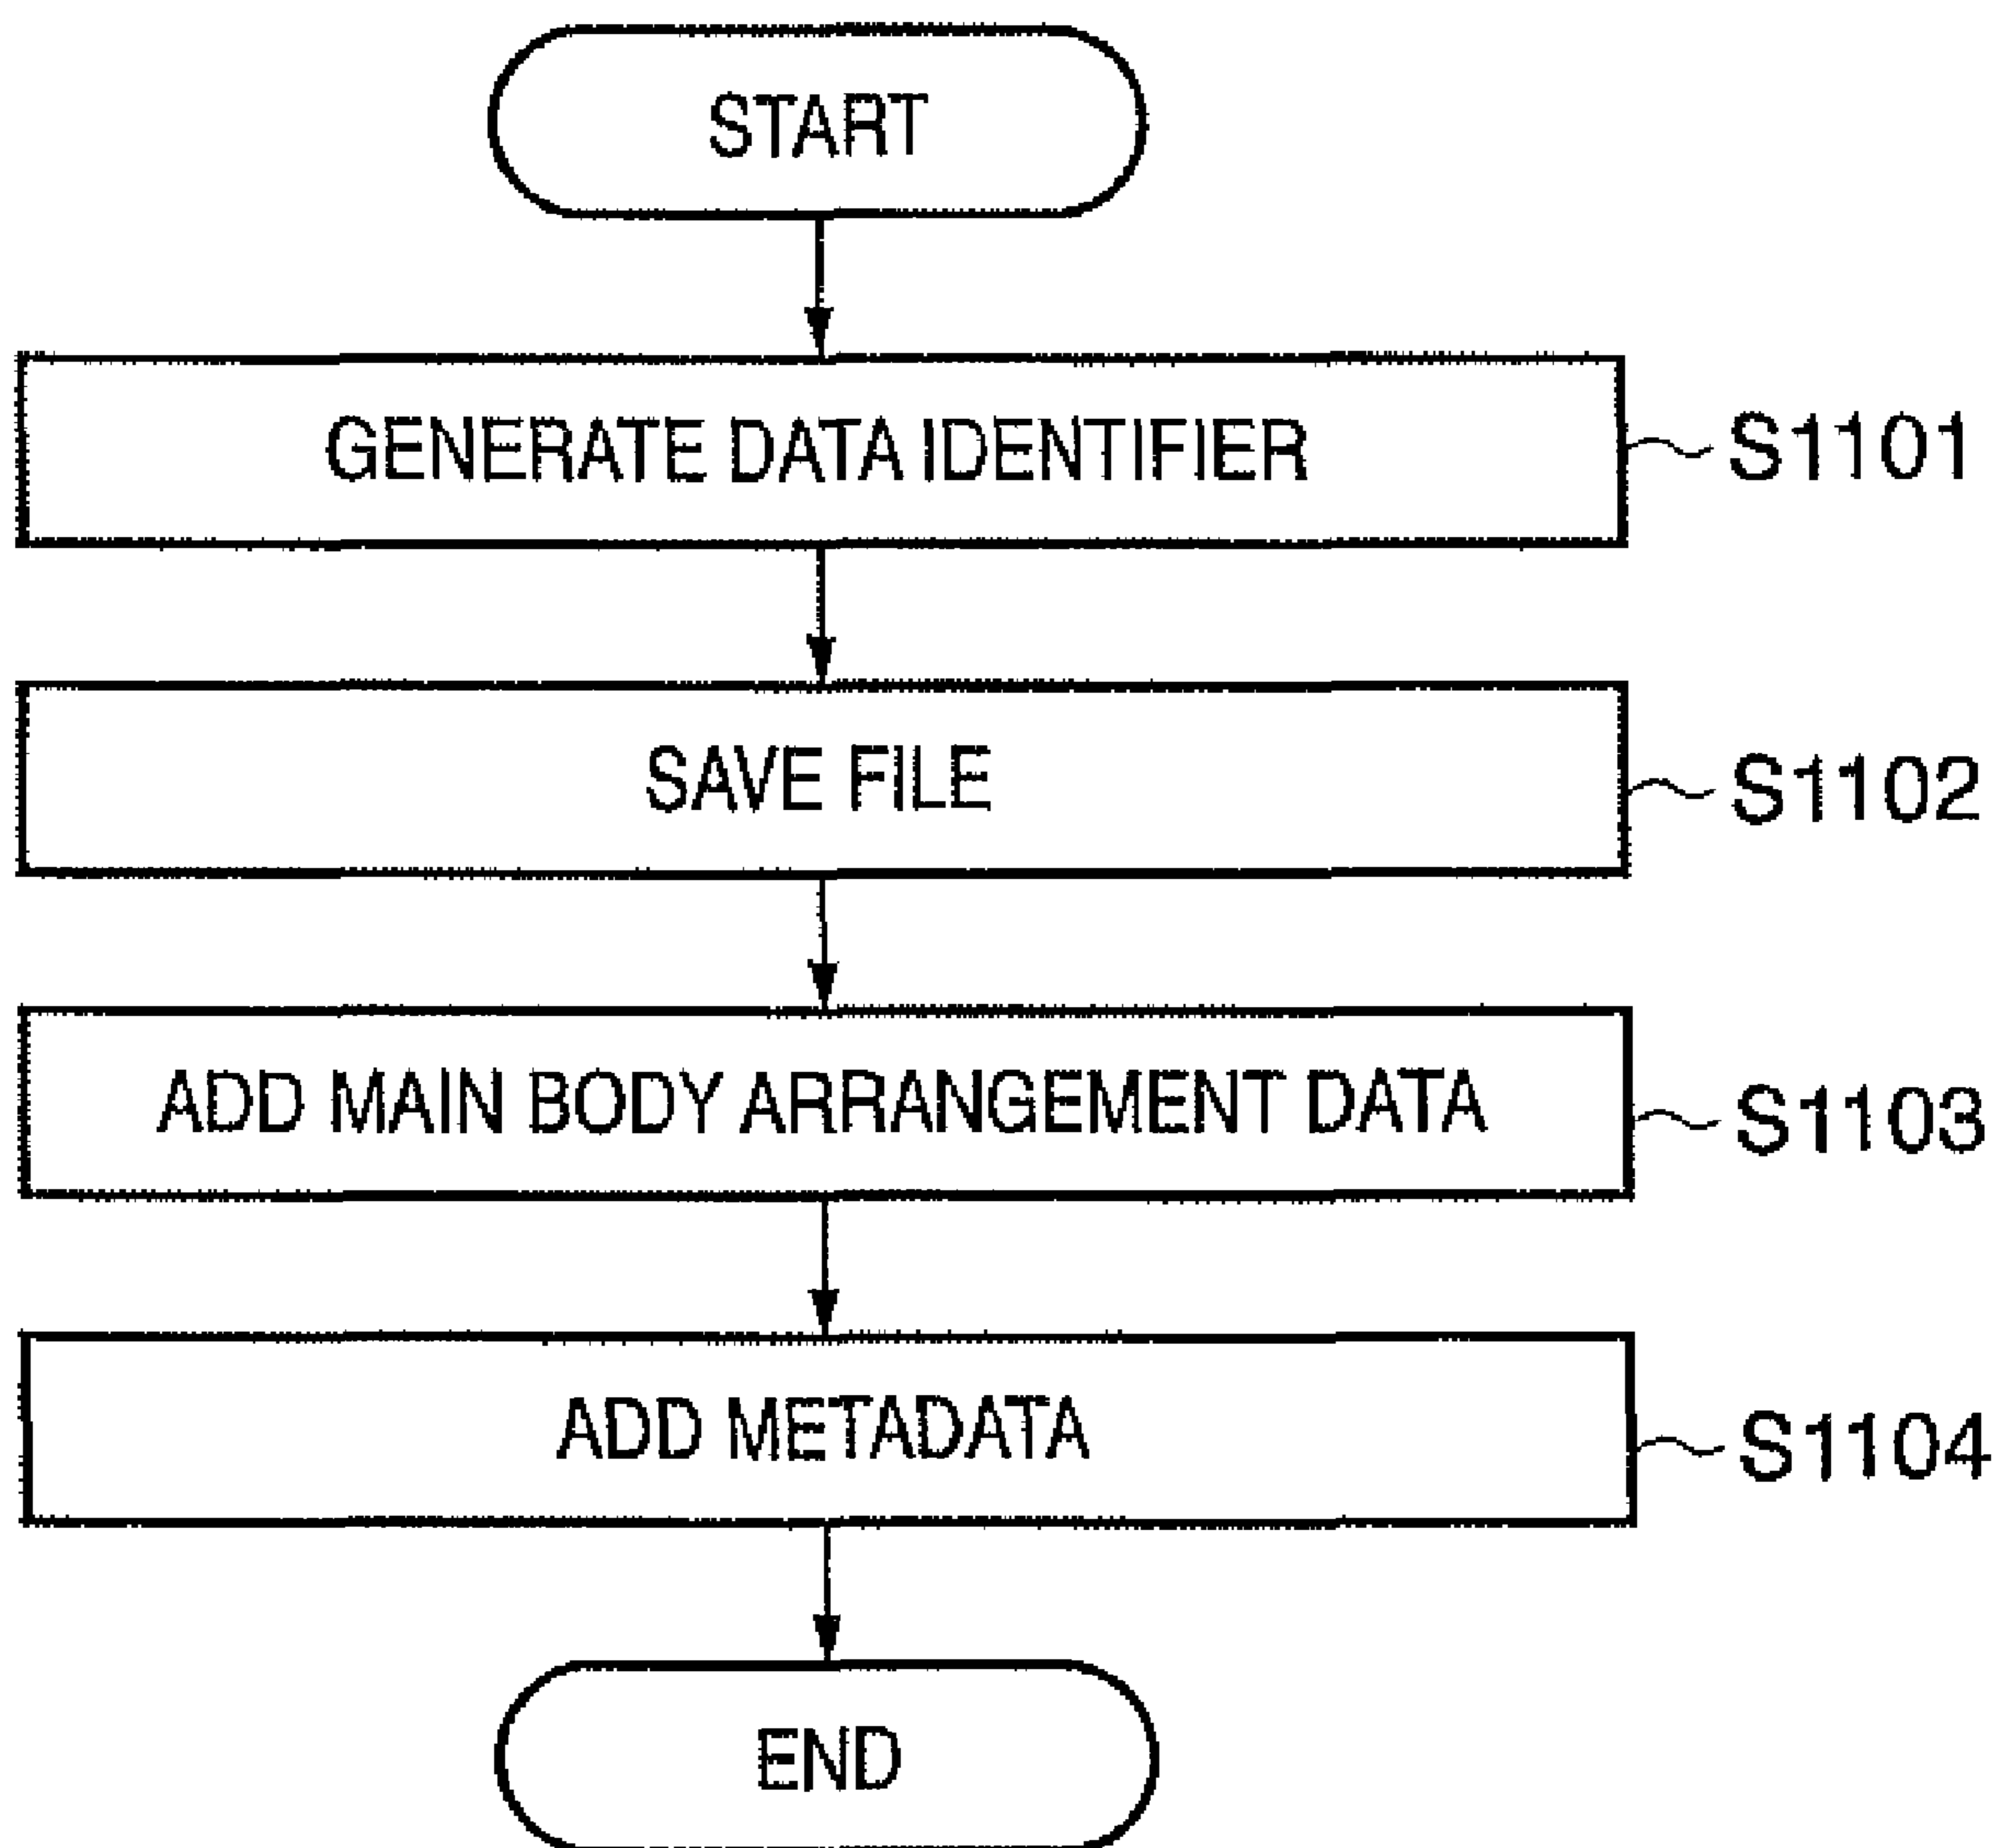 START
GENERATE DATA IDENTIFIER S1101
SAVE FILE S1102
ADD MAIN BODY ARRANGEMENT DATA S1103
ADD METADATA S1104
END